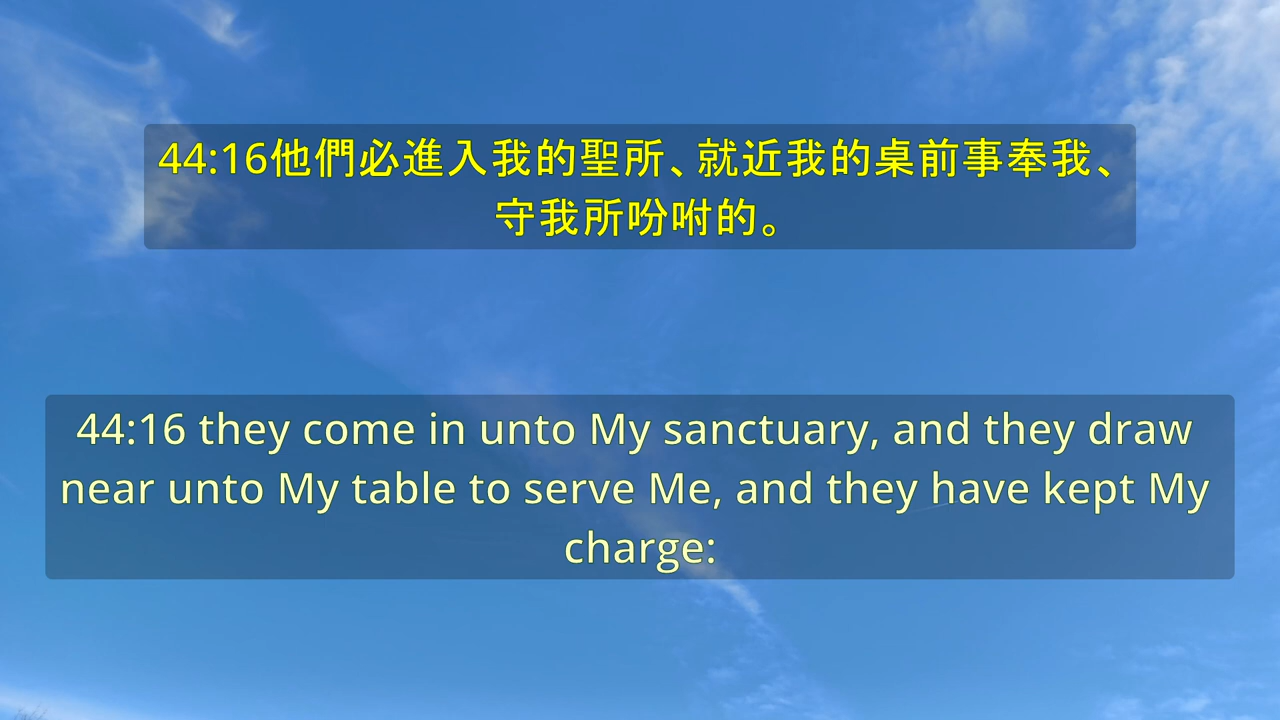 44:16他們必進入我的聖所、就近我的桌前事奉我、
守我所吩咐的。
44:16 they come in unto My sanctuary, and they draw
near unto My table to serve Me, and they have kept My
charge: